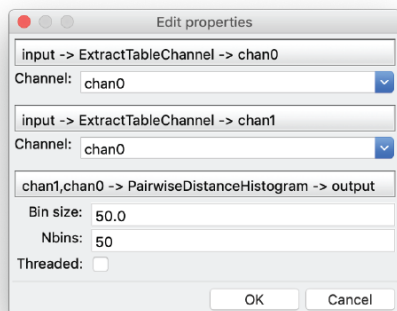 Edit properties
input -> ExtractTableChannel -> chan0
Channel: chan0
input -> ExtractTableChannel -> chan1
Channel: chan0
chan1,chan0 -> PairwiseDistanceHistogram -> output
Bin size: 50.0
Nbins: 50
Threaded:
OK Cancel